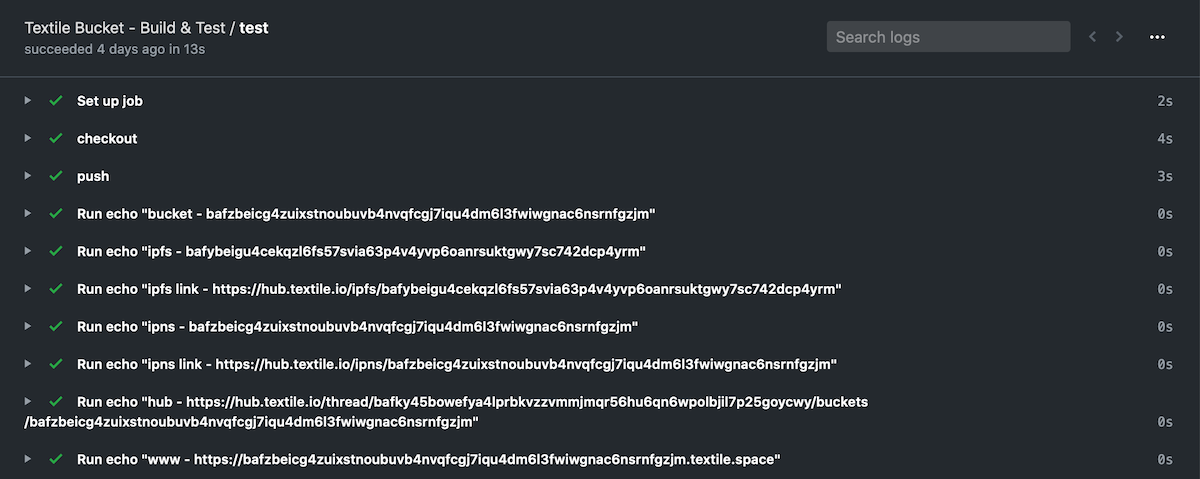 Textile Bucket - Build & Test / test
succeeded 4 days ago in 13s
Search logs
Set up job 2s
checkout 4s
push 3s
Run echo "bucket - bafzbeicg4zuixstnoubuvb4nvqfcgj7iqu4dm6l3fwiwgnac6nsrnfgzjm" 0s
Run echo "ipfs - bafybeigu4cekqzl6fs57svia63p4v4yvp6oanrsuktgwy7sc742dcp4yrm" 0s
Run echo "ipfs link - https://hub.textile.io/ipfs/bafybeigu4cekqzl6fs57svia63p4v4yvp6oanrsuktgwy7sc742dcp4yrm" 0s
Run echo "ipns - bafzbeicg4zuixstnoubuvb4nvqfcgj7iqu4dm6l3fwiwgnac6nsrnfgzjm" 0s
Run echo "ipns link - https://hub.textile.io/ipns/bafzbeicg4zuixstnoubuvb4nvqfcgj7iqu4dm6l3fwiwgnac6nsrnfgzjm" 0s
Run echo "hub - https://hub.textile.io/thread/bafky45bowefya4lprbkvzzvmmjmqr56hu6qn6wpolbjil7p25goycwy/buckets
/bafzbeicg4zuixstnoubuvb4nvqfcgj7iqu4dm6l3fwiwgnac6nsrnfgzjm" 0s
Run echo "www - https://bafzbeicg4zuixstnoubuvb4nvqfcgj7iqu4dm6l3fwiwgnac6nsrnfgzjm.textile.space" 0s